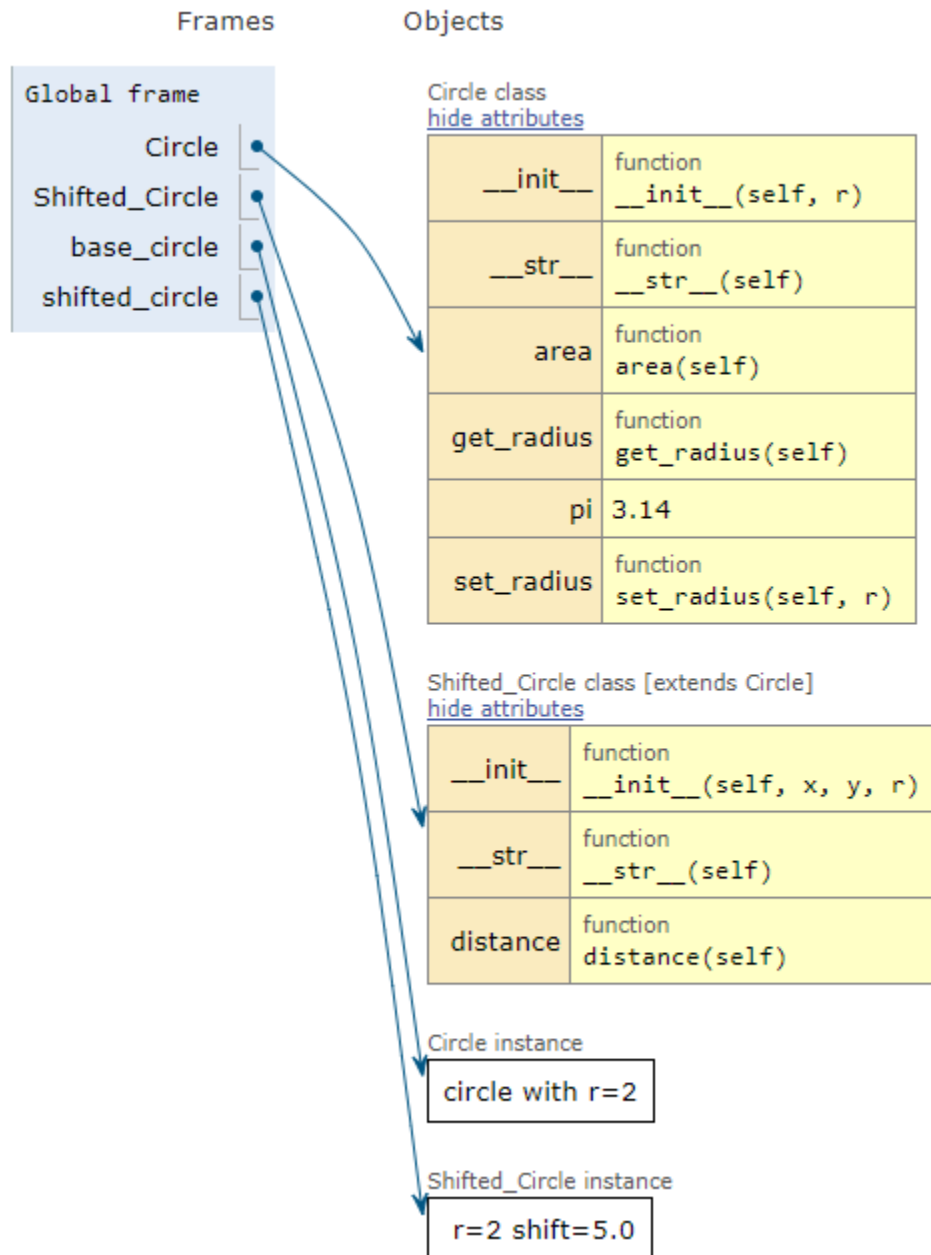 Frames Objects
Global frame
Circle
Shifted_Circle
base_circle
shifted_circle
Circle class
hide attributes
__init__ function
__init__(self, r)
__str__ function
__str__(self)
area function
area(self)
get_radius function
get_radius(self)
pi 3.14
set_radius function
set_radius(self, r)
Shifted_Circle class [extends Circle]
hide attributes
__init__ function
__init__(self, x, y, r)
__str__ function
__str__(self)
distance function
distance(self)
Circle instance
circle with r=2
Shifted_Circle instance
r=2 shift=5.0